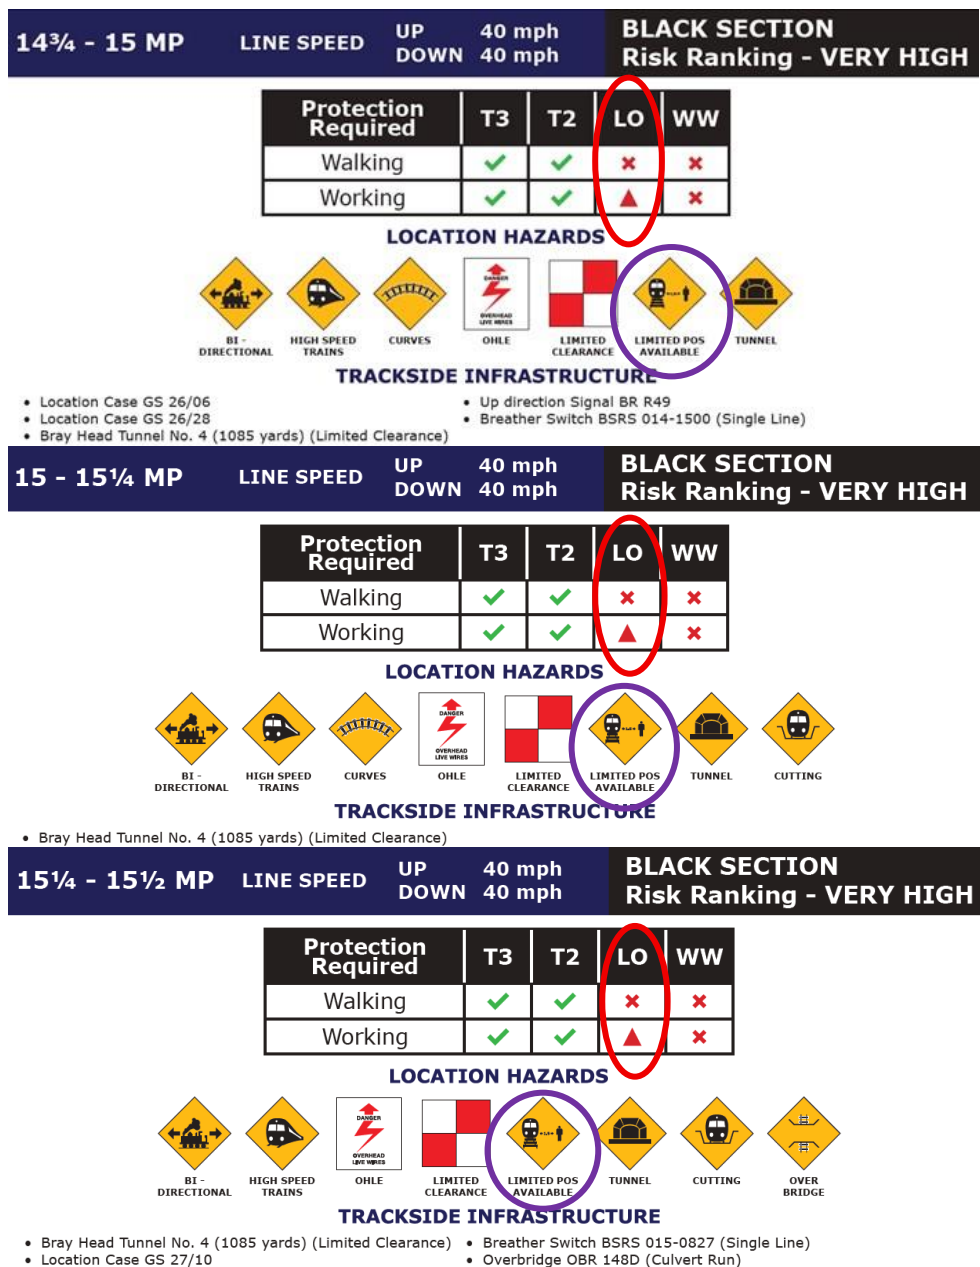 14¾ - 15 MP LINE SPEED UP 40 mph BLACK SECTION
DOWN 40 mph Risk Ranking - VERY HIGH
Protection Required T3 T2 LO WW
Walking
Working
LOCATION HAZARDS
DANGER
OVERHEAD
LIVE WIRES
BI - DIRECTIONAL HIGH SPEED TRAINS CURVES OHLE LIMITED CLEARANCE LIMITED POS AVAILABLE TUNNEL
TRACKSIDE INFRASTRUCTURE
• Location Case GS 26/06
• Location Case GS 26/28
• Bray Head Tunnel No. 4 (1085 yards) (Limited Clearance)
• Up direction Signal BR R49
• Breather Switch BSRS 014-1500 (Single Line)
15 - 15¼ MP LINE SPEED UP 40 mph BLACK SECTION
DOWN 40 mph Risk Ranking - VERY HIGH
Protection Required T3 T2 LO WW
Walking
Working
LOCATION HAZARDS
DANGER
OVERHEAD
LIVE WIRES
BI - DIRECTIONAL HIGH SPEED TRAINS CURVES OHLE LIMITED CLEARANCE LIMITED POS AVAILABLE TUNNEL CUTTING
TRACKSIDE INFRASTRUCTURE
• Bray Head Tunnel No. 4 (1085 yards) (Limited Clearance)
15¼ - 15½ MP LINE SPEED UP 40 mph BLACK SECTION
DOWN 40 mph Risk Ranking - VERY HIGH
Protection Required T3 T2 LO WW
Walking
Working
LOCATION HAZARDS
DANGER
OVERHEAD
LIVE WIRES
BI - DIRECTIONAL HIGH SPEED TRAINS OHLE LIMITED CLEARANCE LIMITED POS AVAILABLE TUNNEL CUTTING OVER BRIDGE
TRACKSIDE INFRASTRUCTURE
• Bray Head Tunnel No. 4 (1085 yards) (Limited Clearance)
• Location Case GS 27/10
• Breather Switch BSRS 015-0827 (Single Line)
• Overbridge OBR 148D (Culvert Run)